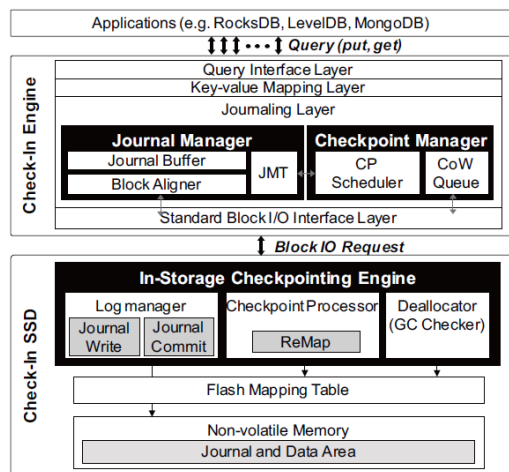 Applications (e.g. RocksDB, LevelDB, MongoDB)
Query (put, get)
Check-In Engine
Query Interface Layer
Key-value Mapping Layer
Journaling Layer
Journal Manager
Journal Buffer
Block Aligner
JMT
Checkpoint Manager
CP
Scheduler
CoW
Queue
Standard Block I/O Interface Layer
Block IO Request
Check-In SSD
In-Storage Checkpointing Engine
Log manager
Journal
Write
Journal
Commit
Checkpoint Processor
ReMap
Deallocator
(GC Checker)
Flash Mapping Table
Non-volatile Memory
Journal and Data Area